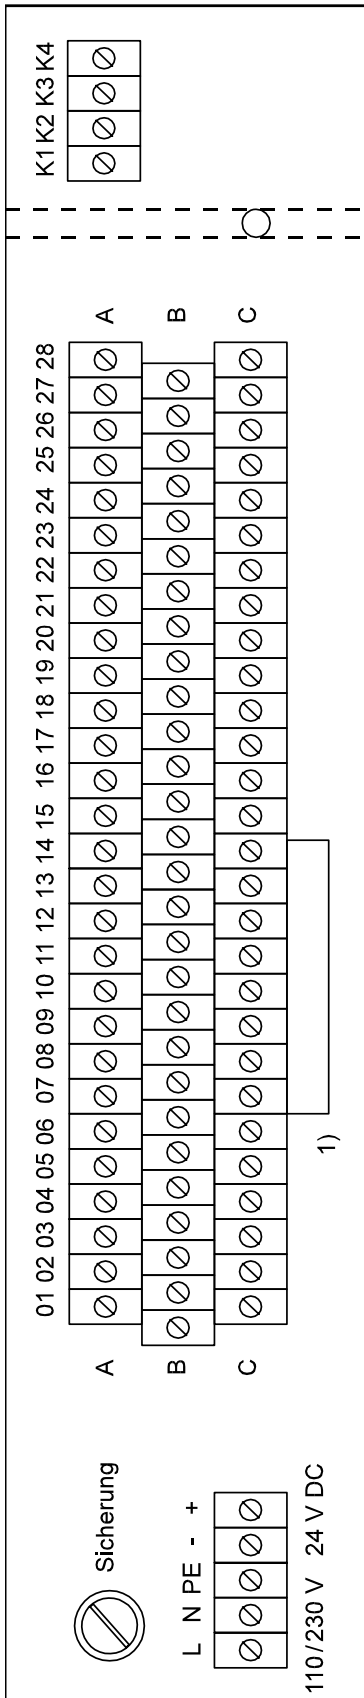 K1 K2 K3 K4
01 02 03 04 05 06 07 08 09 10 11 12 13 14 15 16 17 18 19 20 21 22 23 24 25 26 27 28
A
A
B
B
C
C
1)
Sicherung
L N PE - +
110/230 V 24 V DC